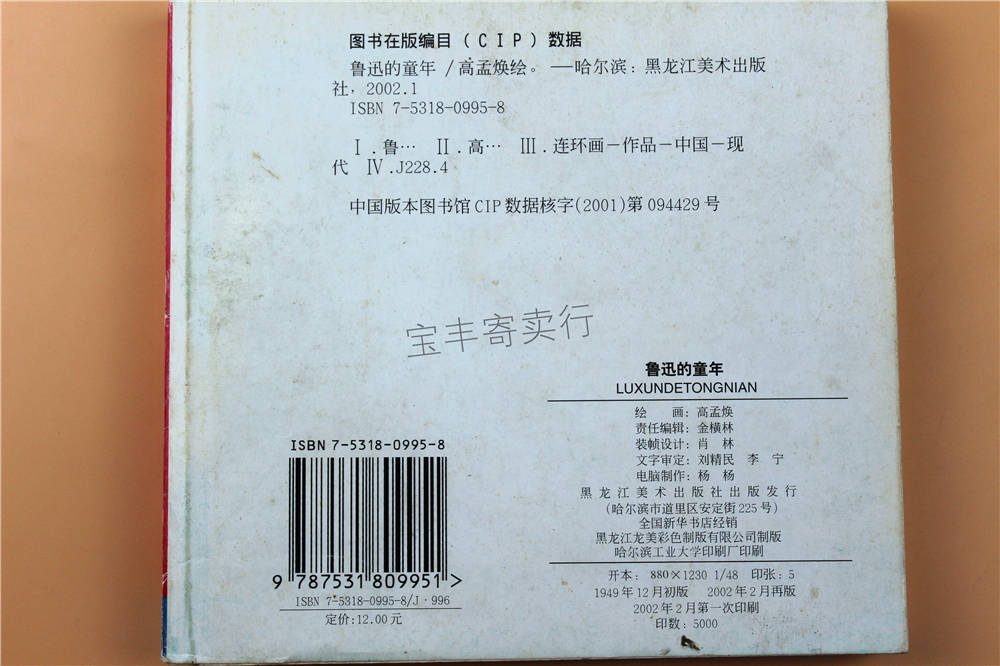 图书在版编目(CIP)数据
鲁迅的童年 /高孟焕绘。—哈尔滨:黑龙江美术出版
社,2002.1
ISBN 7-5318-0995-8
Ⅰ.鲁… Ⅱ.高… Ⅲ.连环画-作品-中国-现
代 Ⅳ.J228.4
中国版本图书馆CIP数据核字(2001)第094429号
宝丰寄卖行
鲁迅的童年
LUXUNDETONGNIAN
绘 画:高孟焕
责任编辑:金横林
装帧设计:肖 林
文字审定:刘精民 李 宁
电脑制作:杨 杨
黑龙江美术出版社出版发行
(哈尔滨市道里区安定街225号)
全国新华书店经销
黑龙江龙美彩色制版有限公司制版
哈尔滨工业大学印刷厂印刷
开本:880×1230 1/48 印张:5
1949年12月初版 2002年2月再版
2002年2月第一次印刷
印数:5000
ISBN 7-5318-0995-8
9 787531 809951 >
ISBN 7-5318-0995-8/J·996
定价:12.00元